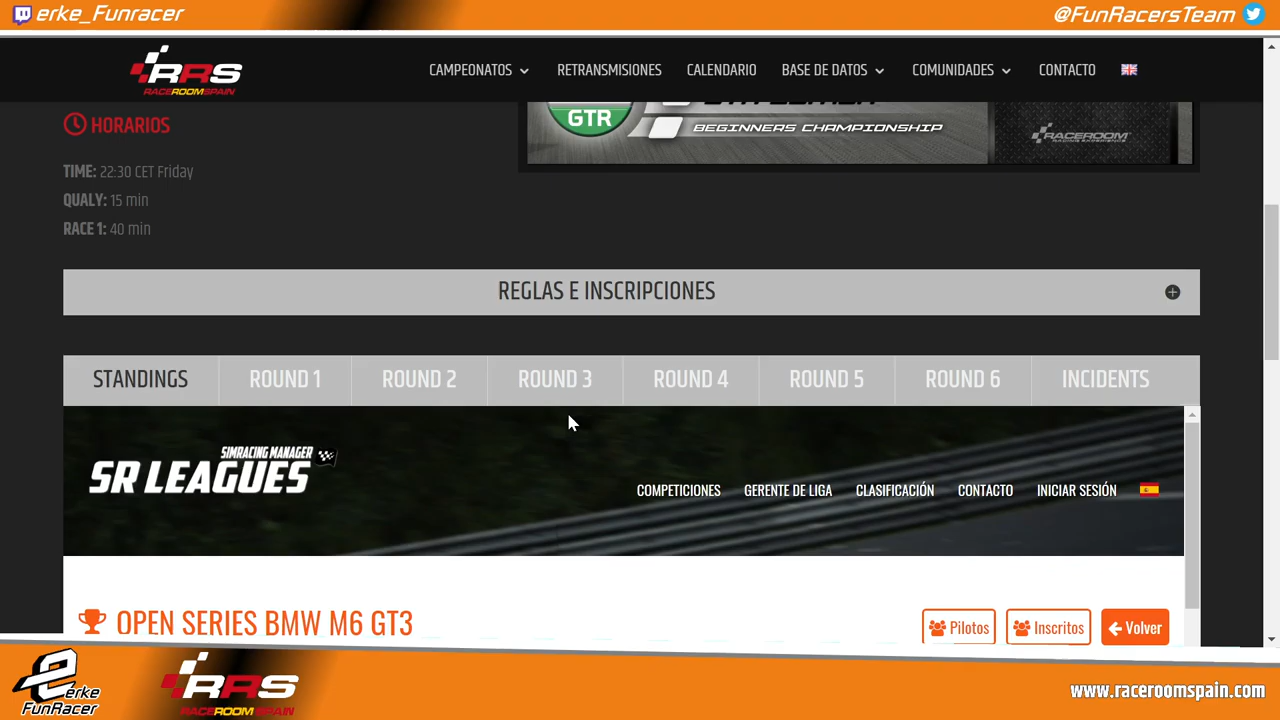 erke_Funracer
@FunRacersTeam
RRS
RACEROOMSPAIN
CAMPEONATOS
RETRANSMISIONES
CALENDARIO
BASE DE DATOS
COMUNIDADES
CONTACTO
HORARIOS
GTR
BEGINNERS CHAMPIONSHIP
RACEROOM
TIME: 22:30 CET Friday
QUALY: 15 min
RACE 1: 40 min
REGLAS E INSCRIPCIONES
STANDINGS
ROUND 1
ROUND 2
ROUND 3
ROUND 4
ROUND 5
ROUND 6
INCIDENTS
SIMRACING MANAGER
SR LEAGUES
COMPETICIONES
GERENTE DE LIGA
CLASIFICACIÓN
CONTACTO
INICIAR SESIÓN
OPEN SERIES BMW M6 GT3
Pilotos
Inscritos
Volver
erke
FunRacer
RRS
RACEROOM SPAIN
www.raceroomspain.com